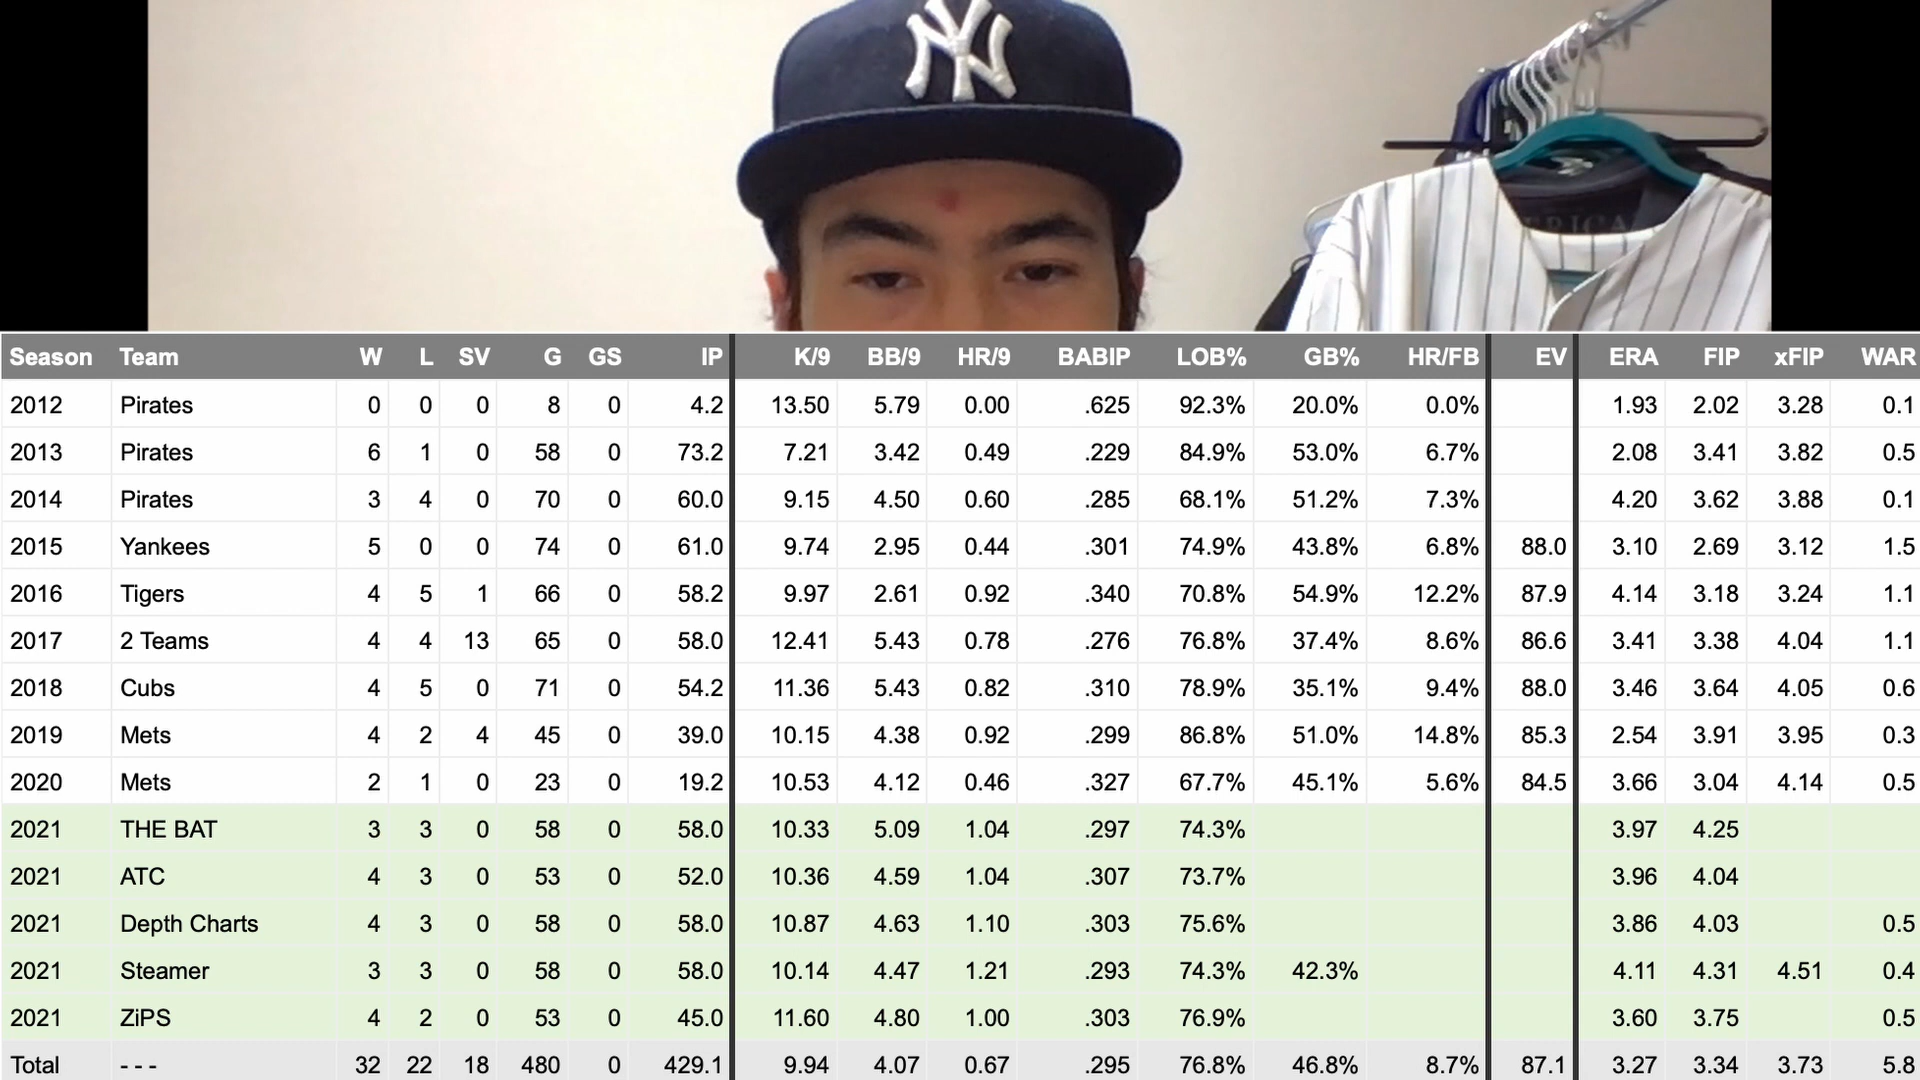 NY
ERICA
Season Team W L SV G GS IP K/9 BB/9 HR/9 BABIP LOB% GB% HR/FB EV ERA FIP xFIP WAR
2012 Pirates 0 0 0 8 0 4.2 13.50 5.79 0.00 .625 92.3% 20.0% 0.0% 1.93 2.02 3.28 0.1
2013 Pirates 6 1 0 58 0 73.2 7.21 3.42 0.49 .229 84.9% 53.0% 6.7% 2.08 3.41 3.82 0.5
2014 Pirates 3 4 0 70 0 60.0 9.15 4.50 0.60 .285 68.1% 51.2% 7.3% 4.20 3.62 3.88 0.1
2015 Yankees 5 0 0 74 0 61.0 9.74 2.95 0.44 .301 74.9% 43.8% 6.8% 88.0 3.10 2.69 3.12 1.5
2016 Tigers 4 5 1 66 0 58.2 9.97 2.61 0.92 .340 70.8% 54.9% 12.2% 87.9 4.14 3.18 3.24 1.1
2017 2 Teams 4 4 13 65 0 58.0 12.41 5.43 0.78 .276 76.8% 37.4% 8.6% 86.6 3.41 3.38 4.04 1.1
2018 Cubs 4 5 0 71 0 54.2 11.36 5.43 0.82 .310 78.9% 35.1% 9.4% 88.0 3.46 3.64 4.05 0.6
2019 Mets 4 2 4 45 0 39.0 10.15 4.38 0.92 .299 86.8% 51.0% 14.8% 85.3 2.54 3.91 3.95 0.3
2020 Mets 2 1 0 23 0 19.2 10.53 4.12 0.46 .327 67.7% 45.1% 5.6% 84.5 3.66 3.04 4.14 0.5
2021 THE BAT 3 3 0 58 0 58.0 10.33 5.09 1.04 .297 74.3% 3.97 4.25
2021 ATC 4 3 0 53 0 52.0 10.36 4.59 1.04 .307 73.7% 3.96 4.04
2021 Depth Charts 4 3 0 58 0 58.0 10.87 4.63 1.10 .303 75.6% 3.86 4.03 0.5
2021 Steamer 3 3 0 58 0 58.0 10.14 4.47 1.21 .293 74.3% 42.3% 4.11 4.31 4.51 0.4
2021 ZiPS 4 2 0 53 0 45.0 11.60 4.80 1.00 .303 76.9% 3.60 3.75 0.5
Total - - - 32 22 18 480 0 429.1 9.94 4.07 0.67 .295 76.8% 46.8% 8.7% 87.1 3.27 3.34 3.73 5.8